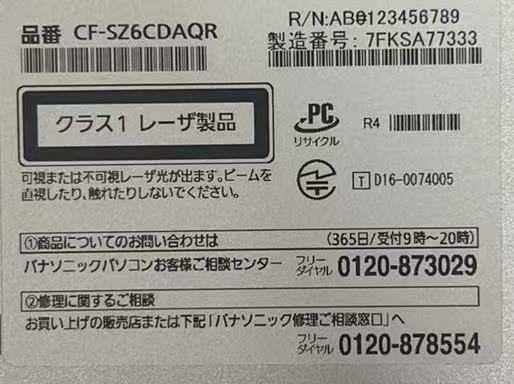 品番 CF-SZ6CDAQR
R/N:AB0123456789
製造番号: 7FKSA77333
クラス1 レーザ製品
可視または不可視レーザ光が出ます。ビームを
直視したり、触れたりしないでください。
PC
リサイクル
R4
T D16-0074005
①商品についてのお問い合わせは (365日/受付9時~20時)
パナソニックパソコンお客様ご相談センター フリーダイヤル 0120-873029
②修理に関するご相談
お買い上げの販売店または下記「パナソニック修理ご相談窓口」へ
フリーダイヤル 0120-878554